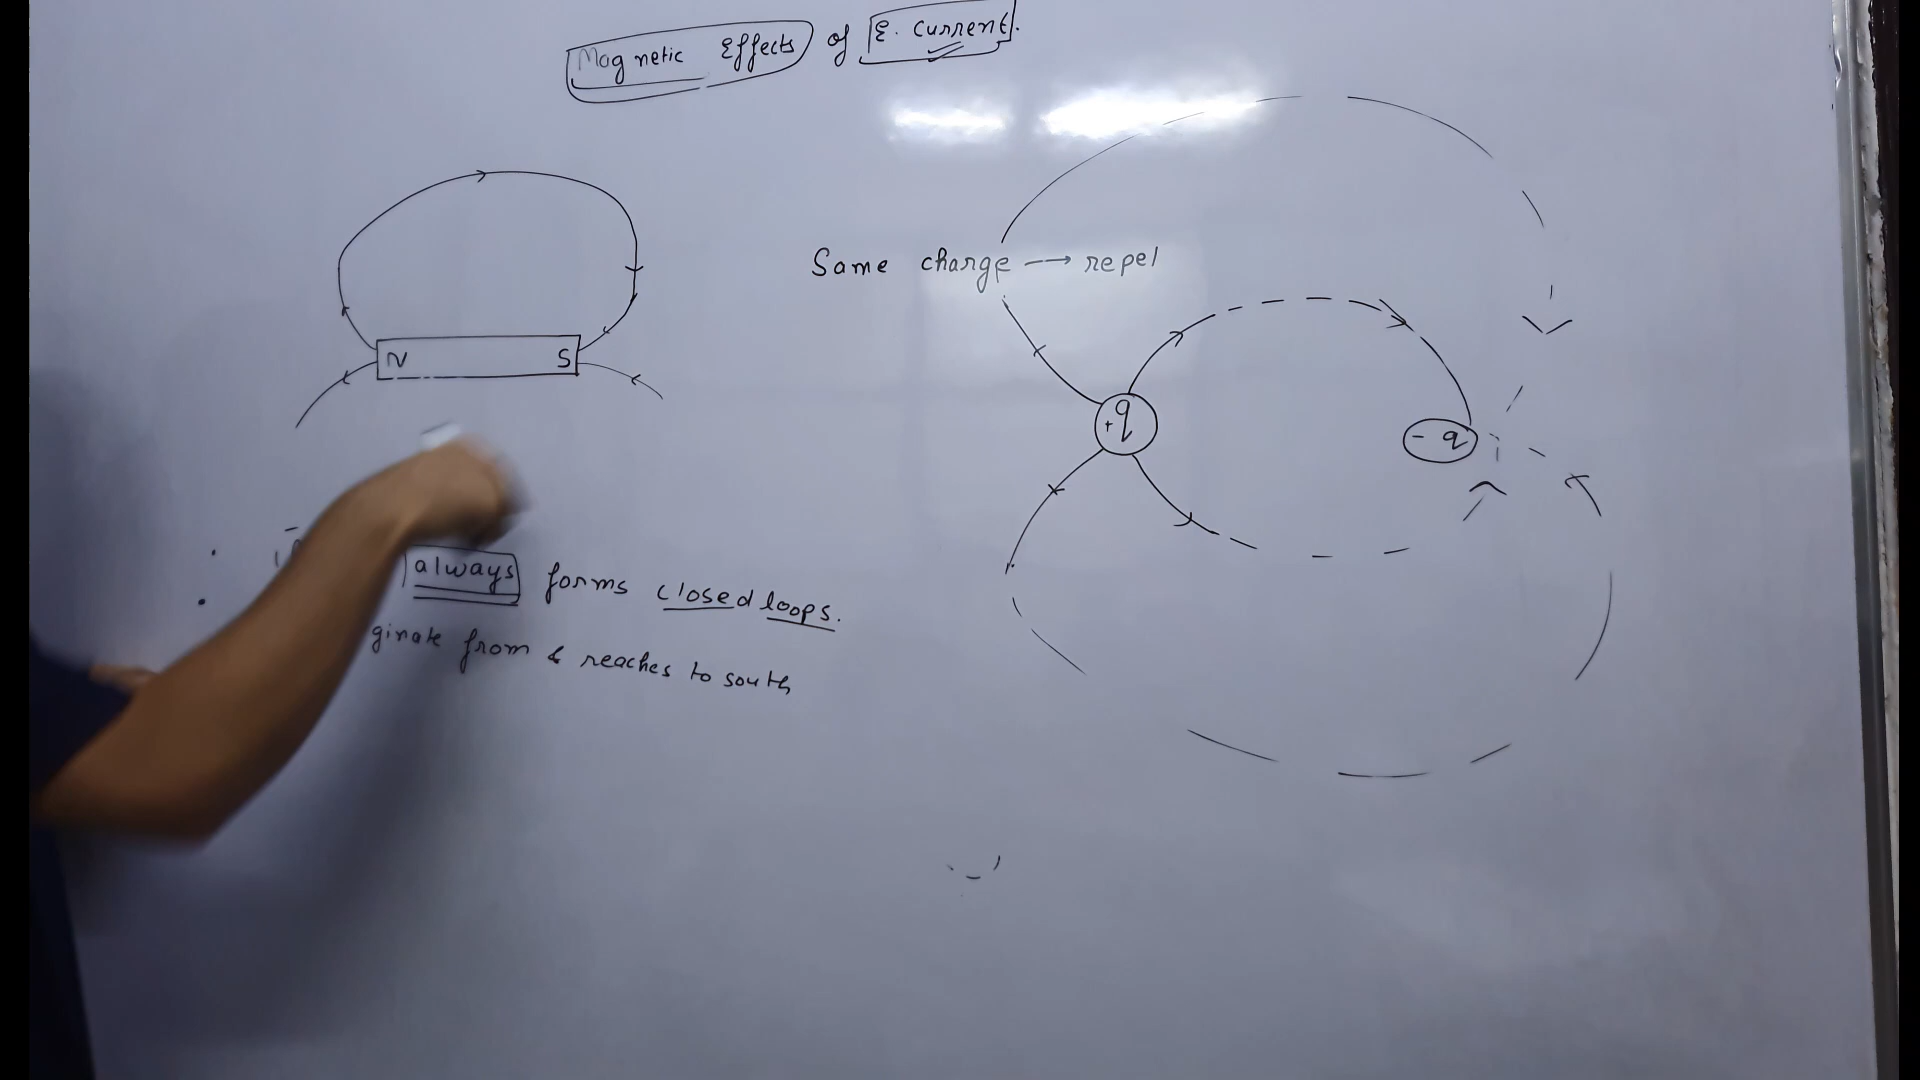 Magnetic Effects of E. Current.
Same charge → repel
N S
+q
- q
always forms closed loops.
ginate from & reaches to south